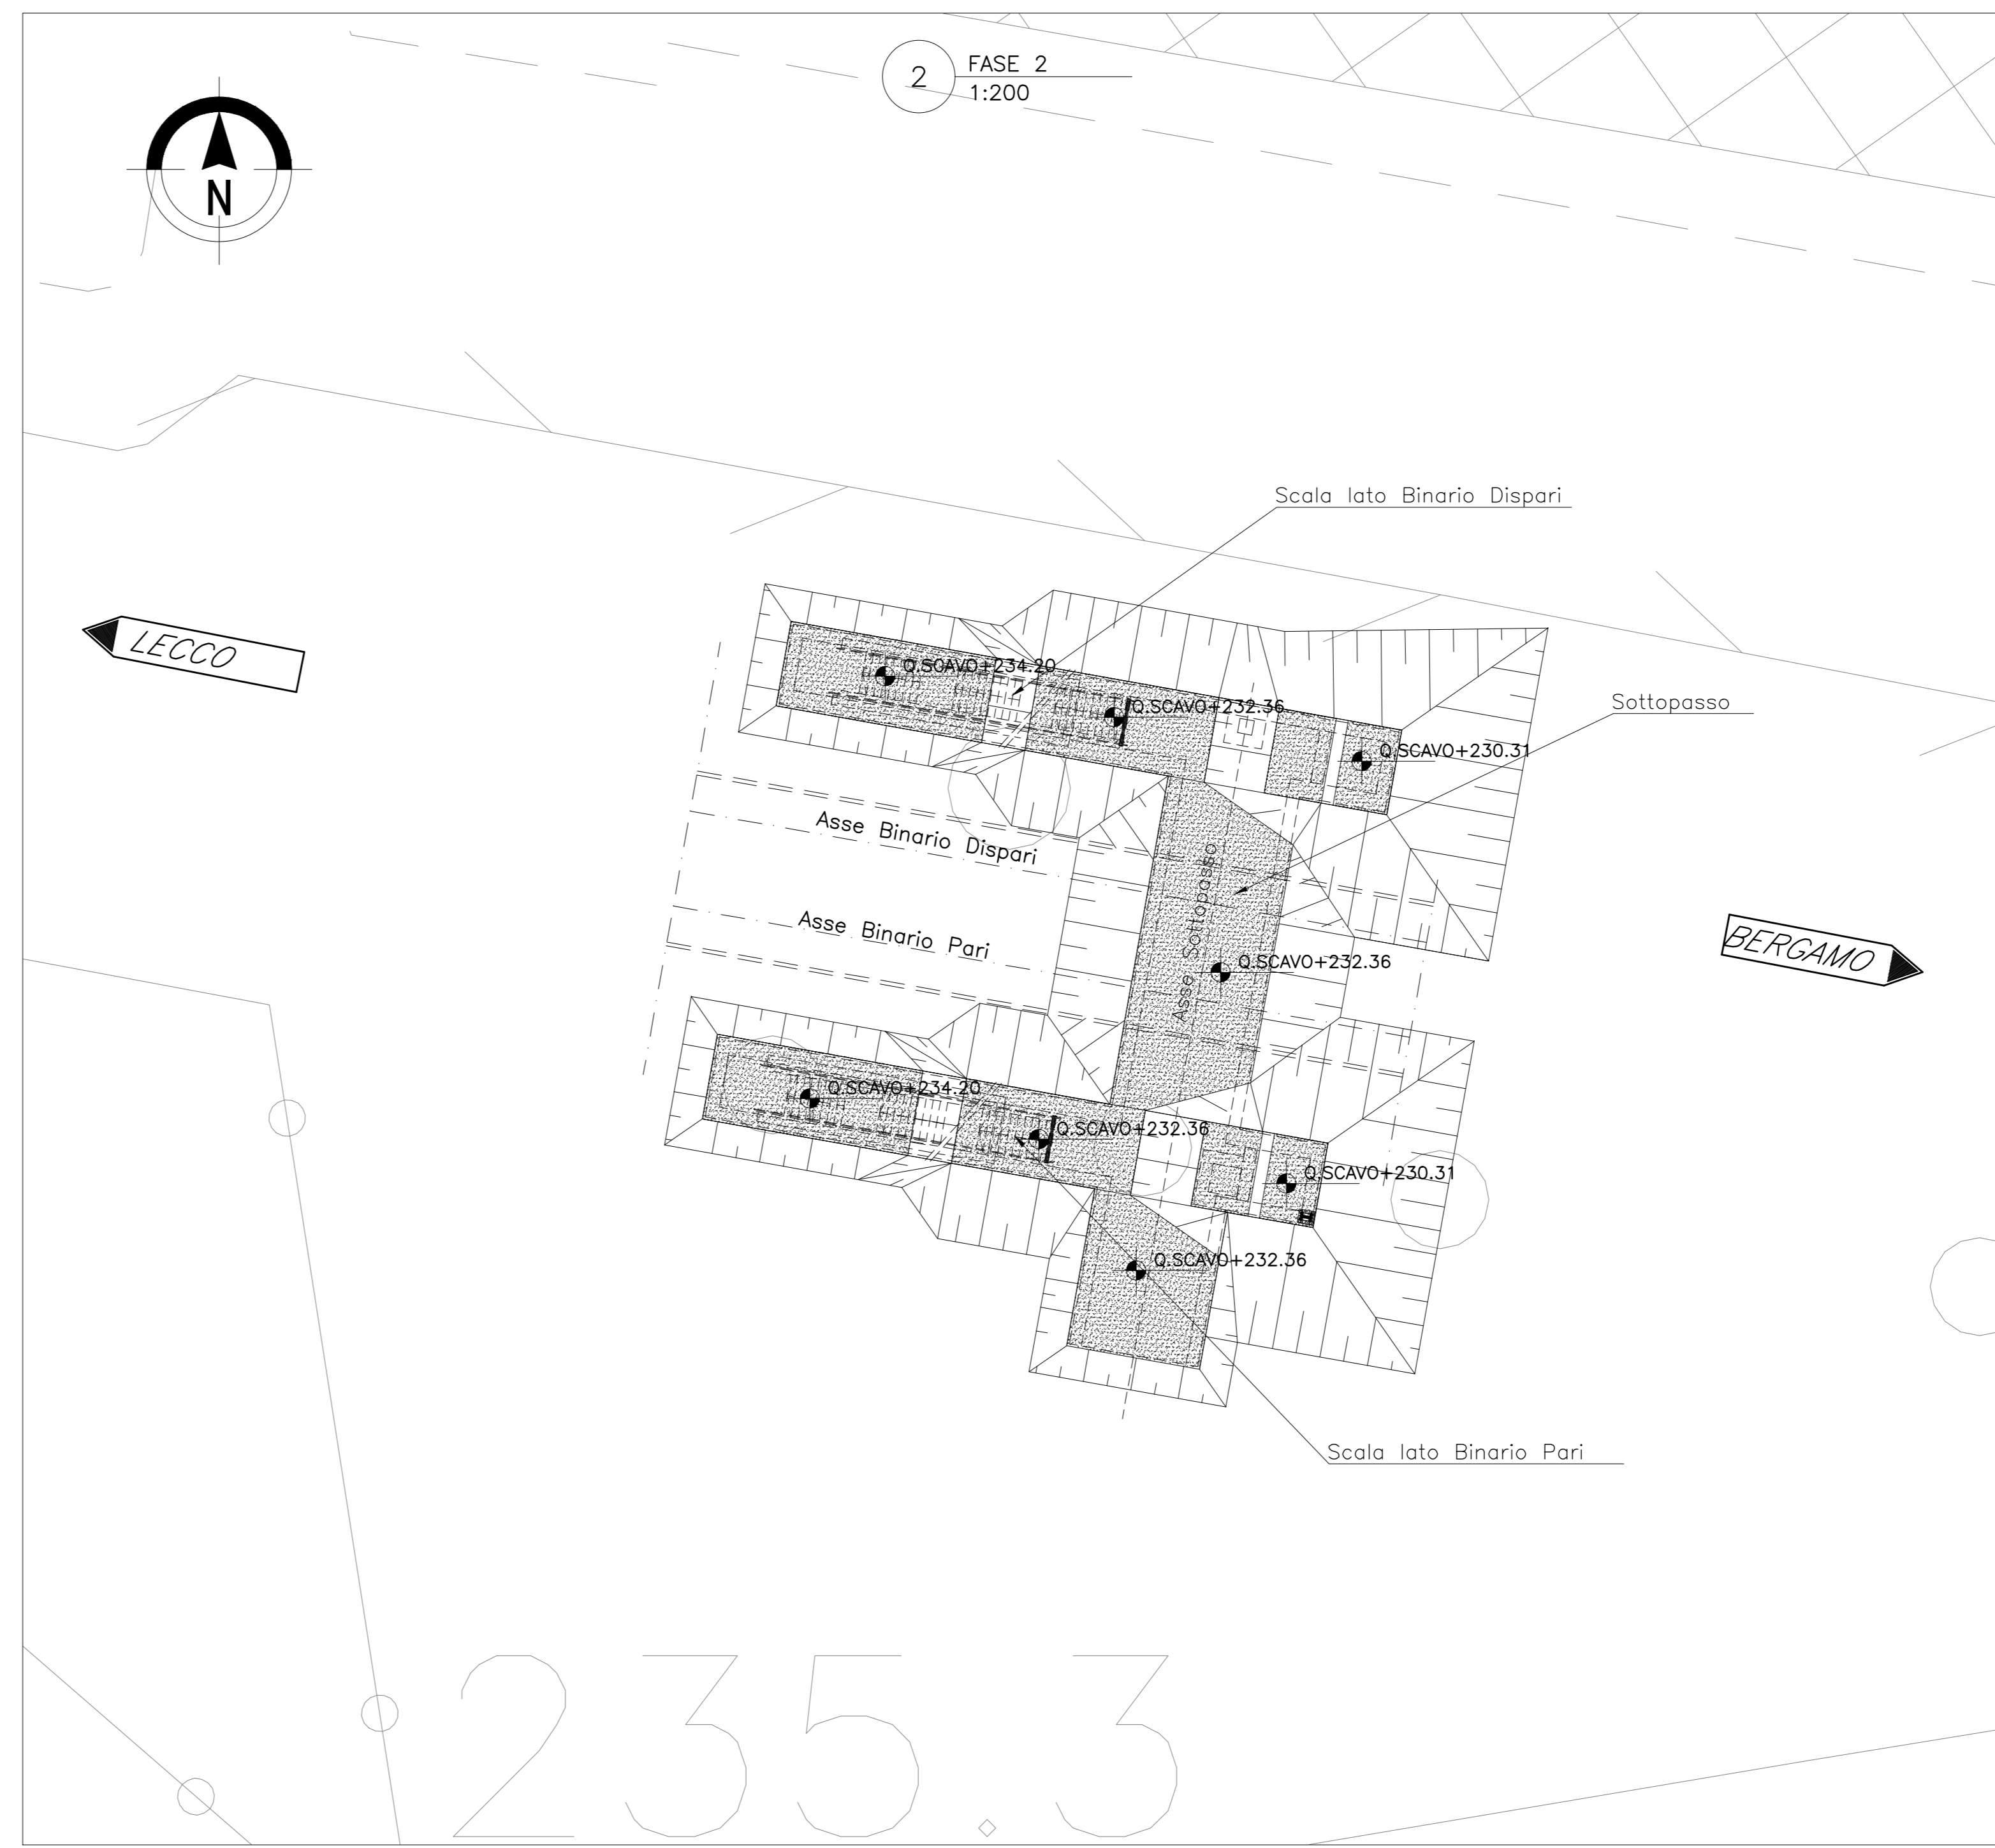 2
FASE 2
1:200
N
Scala lato Binario Dispari
LECCO
Q.SCAVO+234.20
Q.SCAVO+232.36
Sottopasso
Q.SCAVO+230.31
Asse Binario Dispari
Asse Sottopasso
Asse Binario Pari
BERGAMO
Q.SCAVO+232.36
Q.SCAVO+234.20
Q.SCAVO+232.36
Q.SCAVO+230.31
Q.SCAVO+232.36
Scala lato Binario Pari
235.3